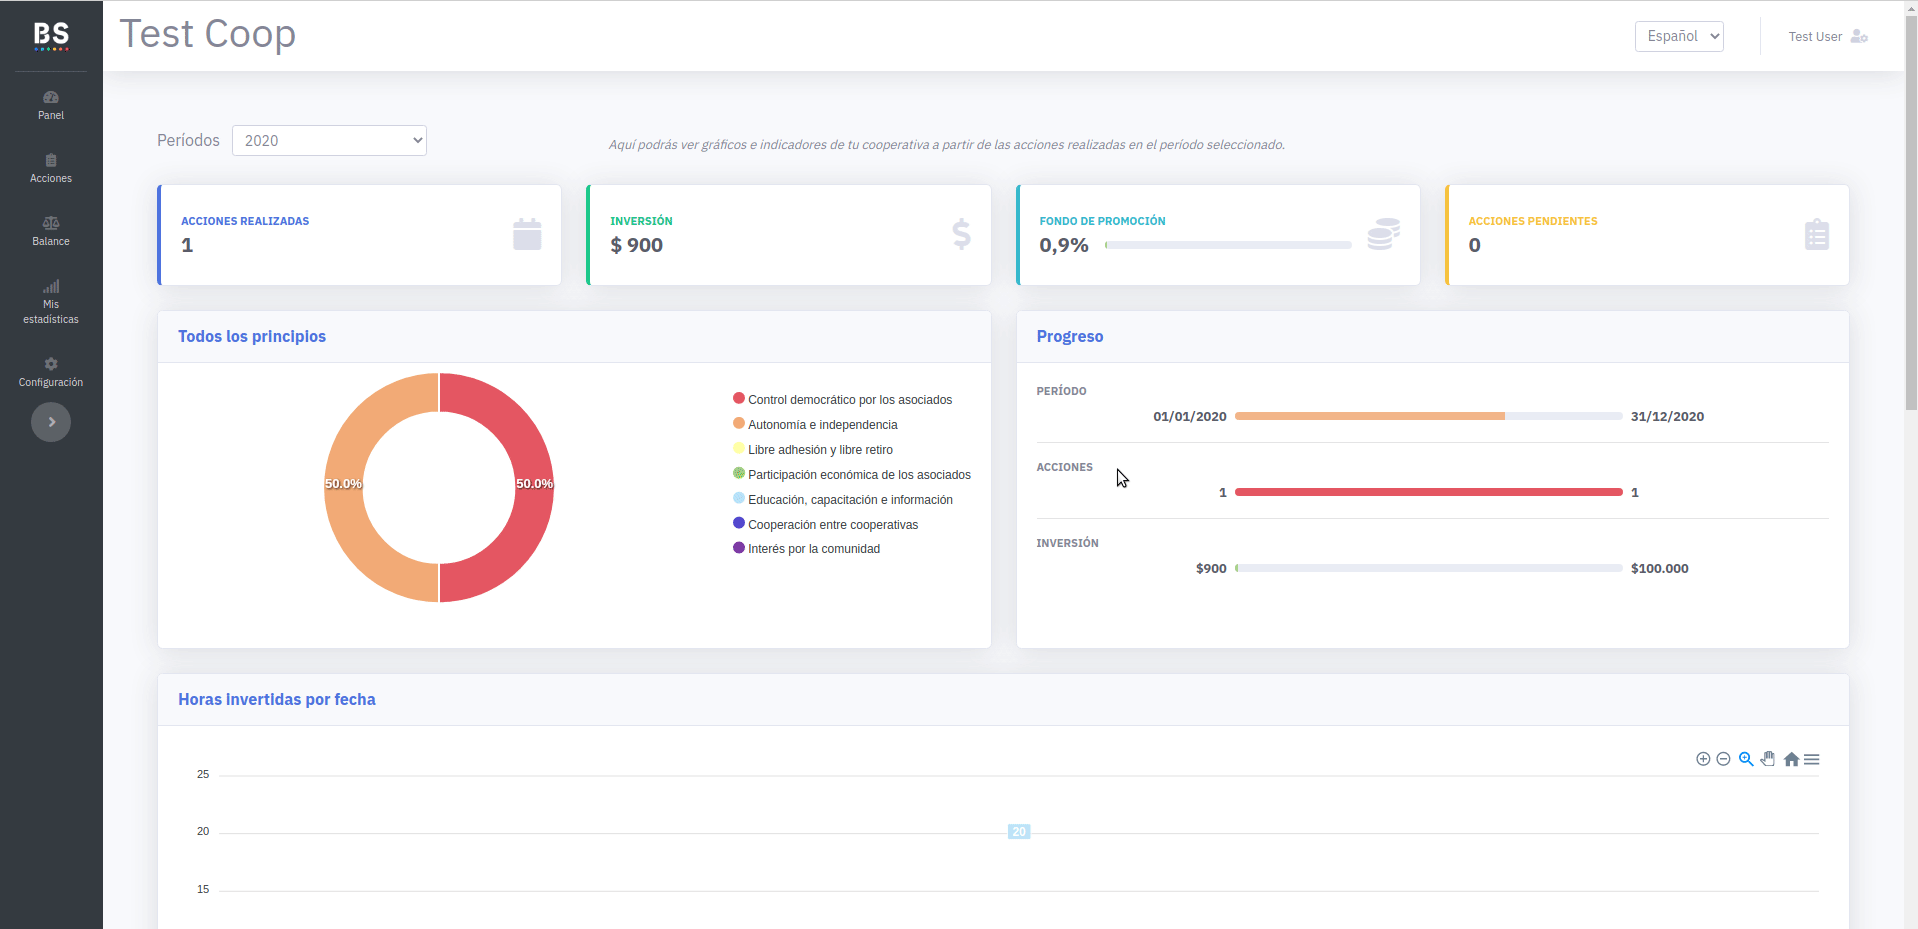 BS
Test Coop
Español
Test User
Panel
Acciones
Balance
Mis
estadísticas
Configuración
Períodos
2020
Aquí podrás ver gráficos e indicadores de tu cooperativa a partir de las acciones realizadas en el período seleccionado.
ACCIONES REALIZADAS
1
INVERSIÓN
$ 900
FONDO DE PROMOCIÓN
0,9%
ACCIONES PENDIENTES
0
Todos los principios
50.0%
50.0%
Control democrático por los asociados
Autonomía e independencia
Libre adhesión y libre retiro
Participación económica de los asociados
Educación, capacitación e información
Cooperación entre cooperativas
Interés por la comunidad
Progreso
PERÍODO
01/01/2020
31/12/2020
ACCIONES
1
1
INVERSIÓN
$900
$100.000
Horas invertidas por fecha
25
20
20
15